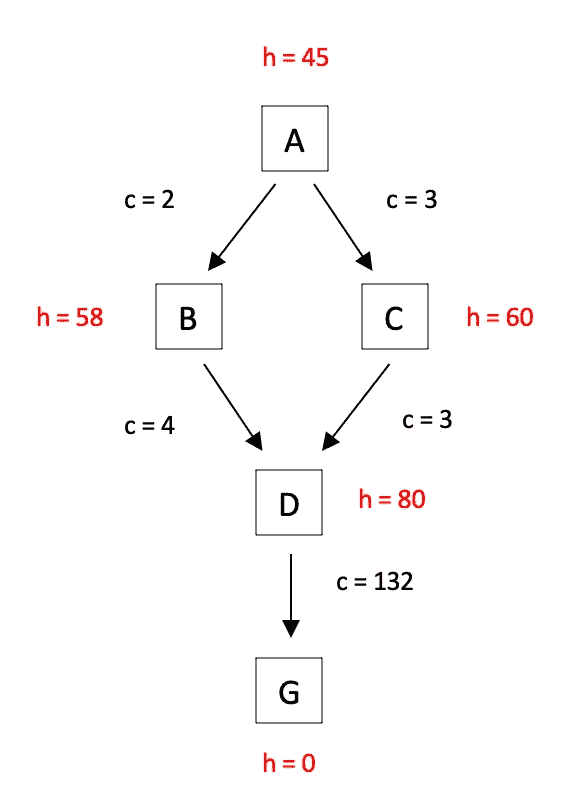 h = 45
A
c = 2
c = 3
h = 58
B
C
h = 60
c = 4
c = 3
D
h = 80
c = 132
G
h = 0